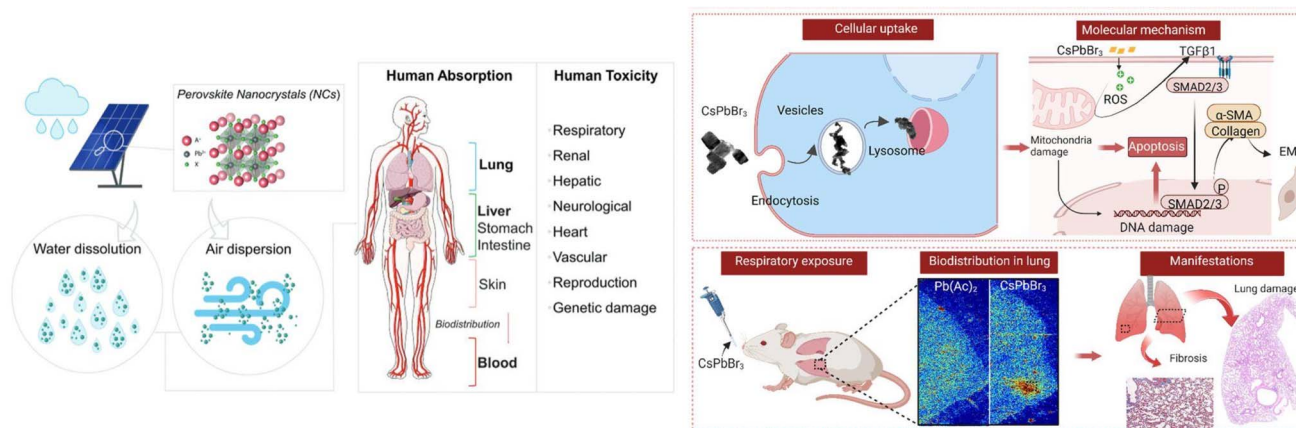 Perovskite Nanocrystals (NCs)
A⁺
Pb²⁺
X⁻
Water dissolution
Air dispersion
Human Absorption
Lung
Liver
Stomach
Intestine
Skin
Biodistribution
Blood
Human Toxicity
Respiratory
Renal
Hepatic
Neurological
Heart
Vascular
Reproduction
Genetic damage
Cellular uptake
CsPbBr₃
Vesicles
Lysosome
Endocytosis
Molecular mechanism
CsPbBr₃
TGFβ1
ROS
SMAD2/3
α-SMA
Collagen
Mitochondria
damage
Apoptosis
EM
P
SMAD2/3
DNA damage
Respiratory exposure
CsPbBr₃
Biodistribution in lung
Pb(Ac)₂
CsPbBr₃
Manifestations
Lung damage
Fibrosis